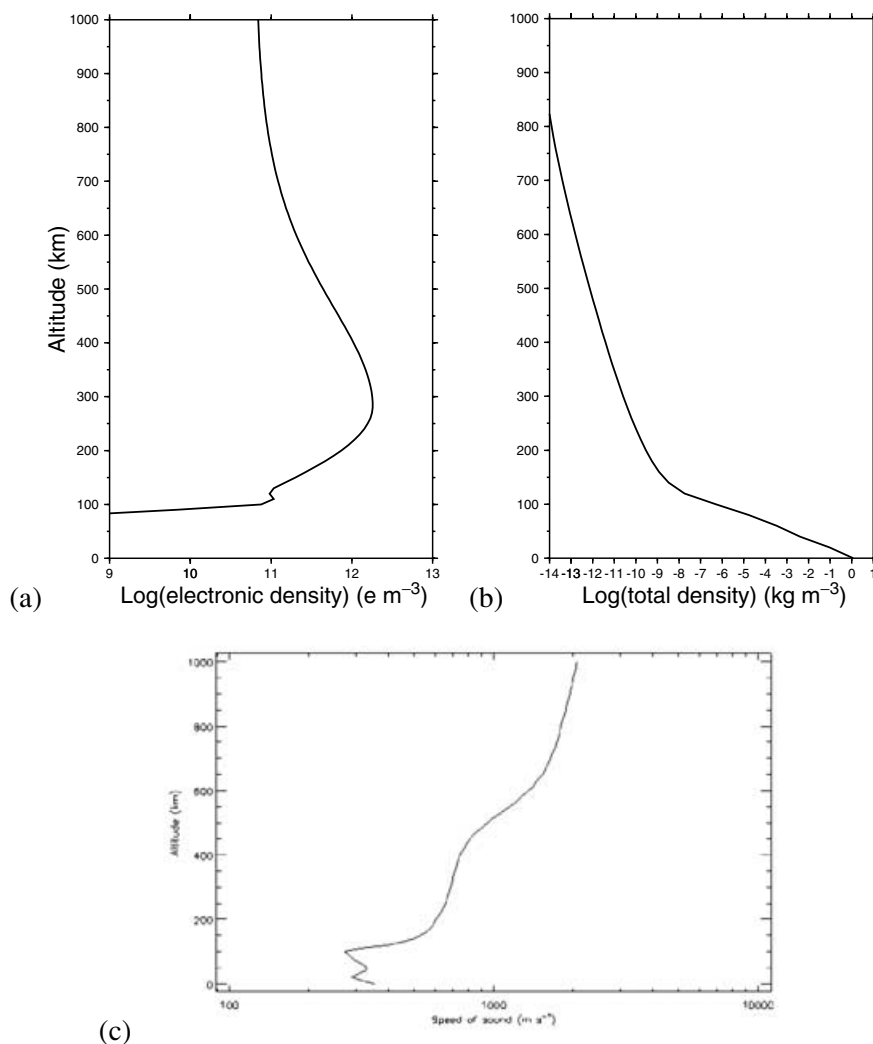 1000 1000
900 900
800 800
700 700
600 600
500 500
400 400
300 300
200 200
100 100
0 0
Altitude (km)
9 10 11 12 13
-14 -13 -12 -11 -10 -9 -8 -7 -6 -5 -4 -3 -2 -1 0 1
(a) Log(electronic density) (e m⁻³)
(b) Log(total density) (kg m⁻³)
1000
800
600
400
200
0
Altitude (km)
100 1000 10000
Speed of sound (m s⁻¹)
(c)